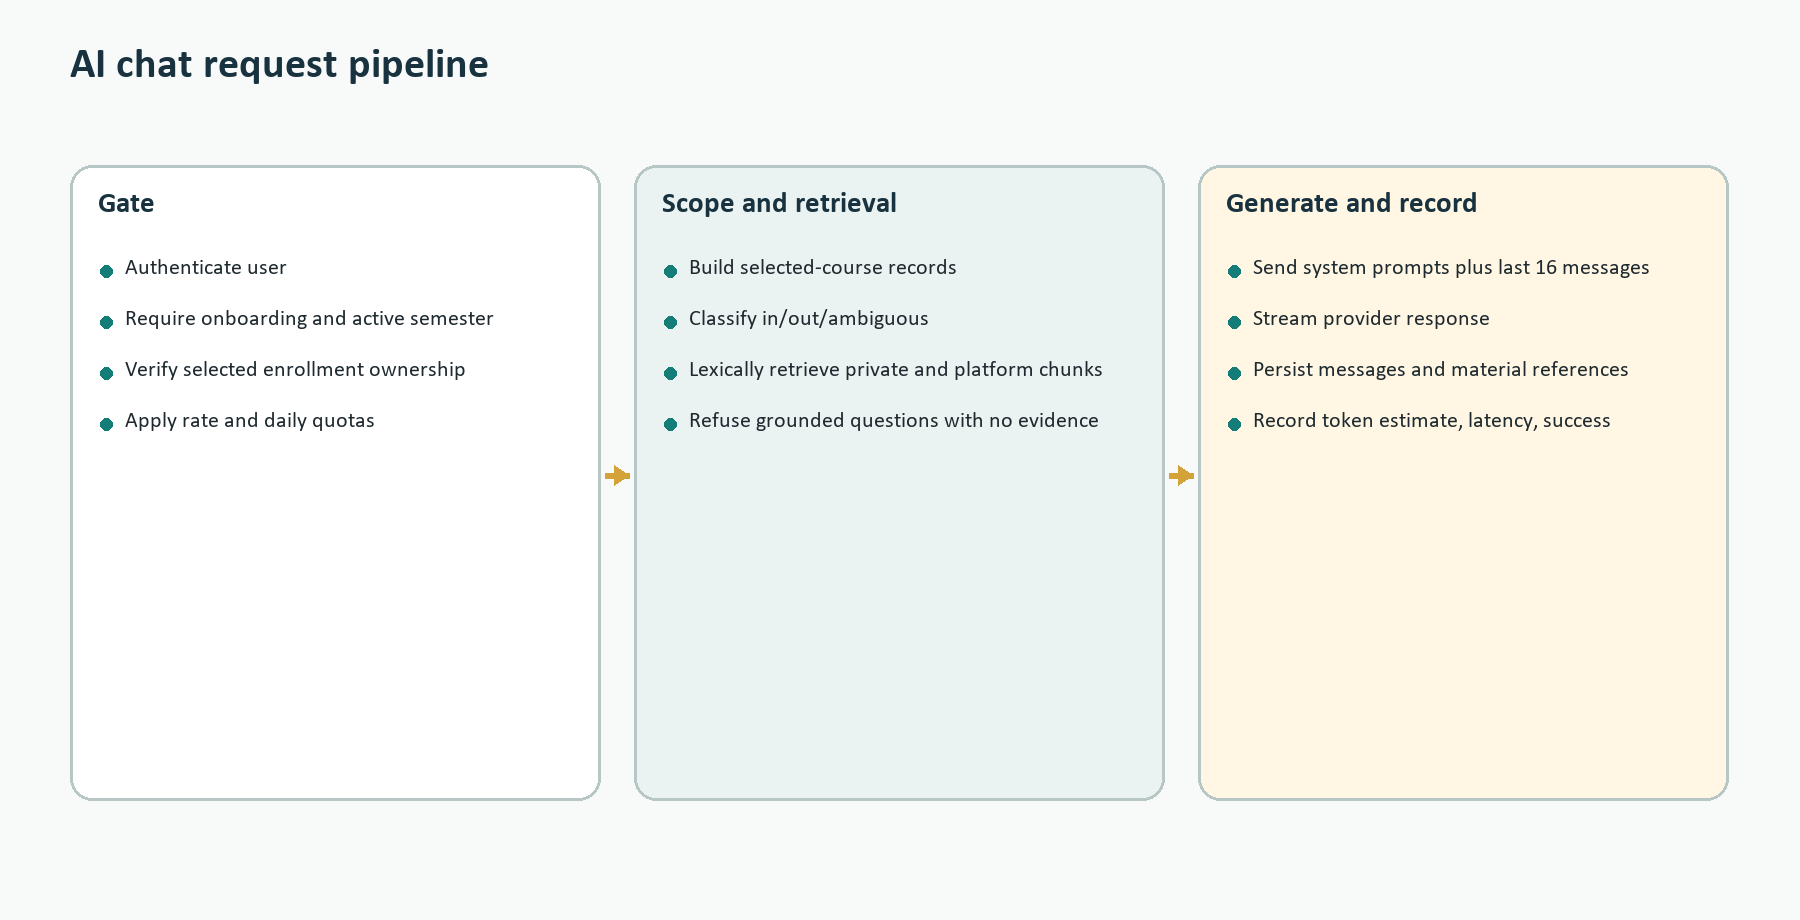 AI chat request pipeline
Gate
Authenticate user
Require onboarding and active semester
Verify selected enrollment ownership
Apply rate and daily quotas
Scope and retrieval
Build selected-course records
Classify in/out/ambiguous
Lexically retrieve private and platform chunks
Refuse grounded questions with no evidence
Generate and record
Send system prompts plus last 16 messages
Stream provider response
Persist messages and material references
Record token estimate, latency, success